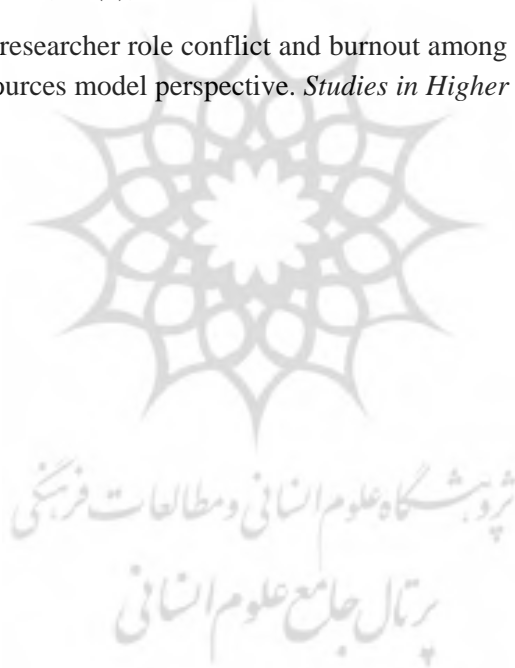 researcher role conflict and burnout among
ources model perspective. Studies in Higher
پژوهشگاه علوم انسانی و مطالعات فرهنگی
پرتال جامع علوم انسانی